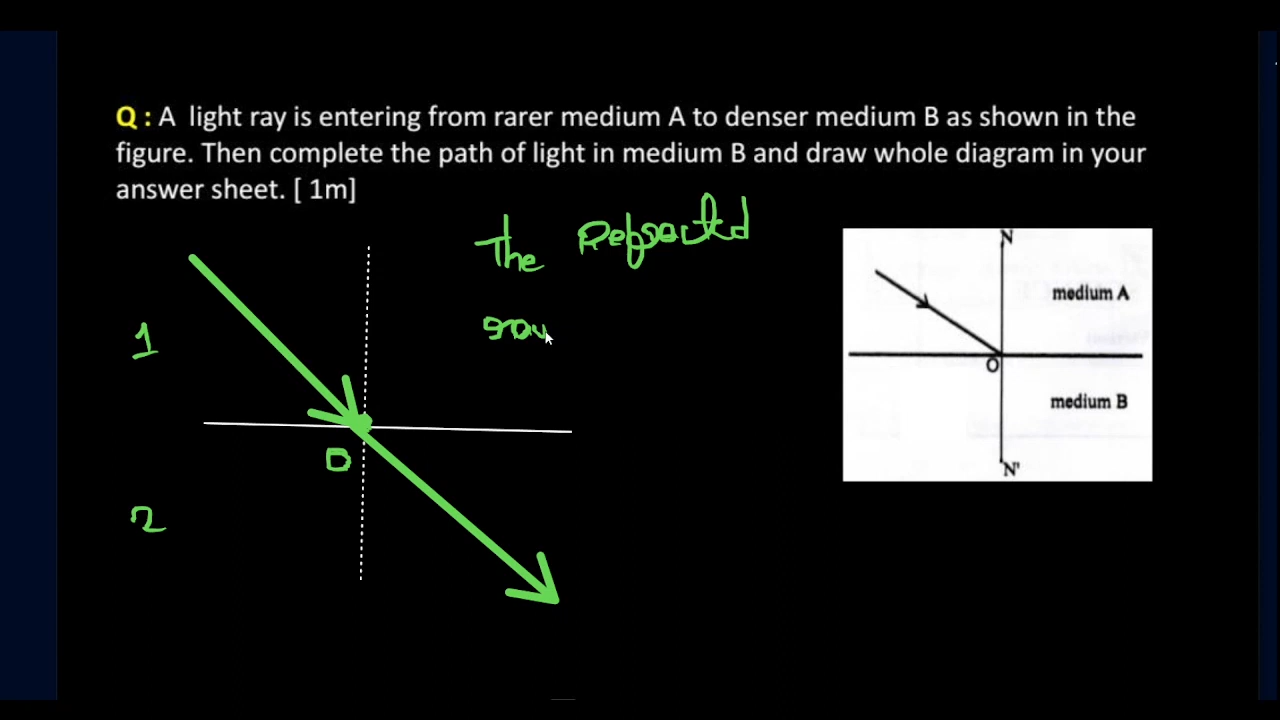 Q : A light ray is entering from rarer medium A to denser medium B as shown in the
figure. Then complete the path of light in medium B and draw whole diagram in your
answer sheet. [ 1m]
The Refracted
ray
1
O
2
N
medium A
O
medium B
N'